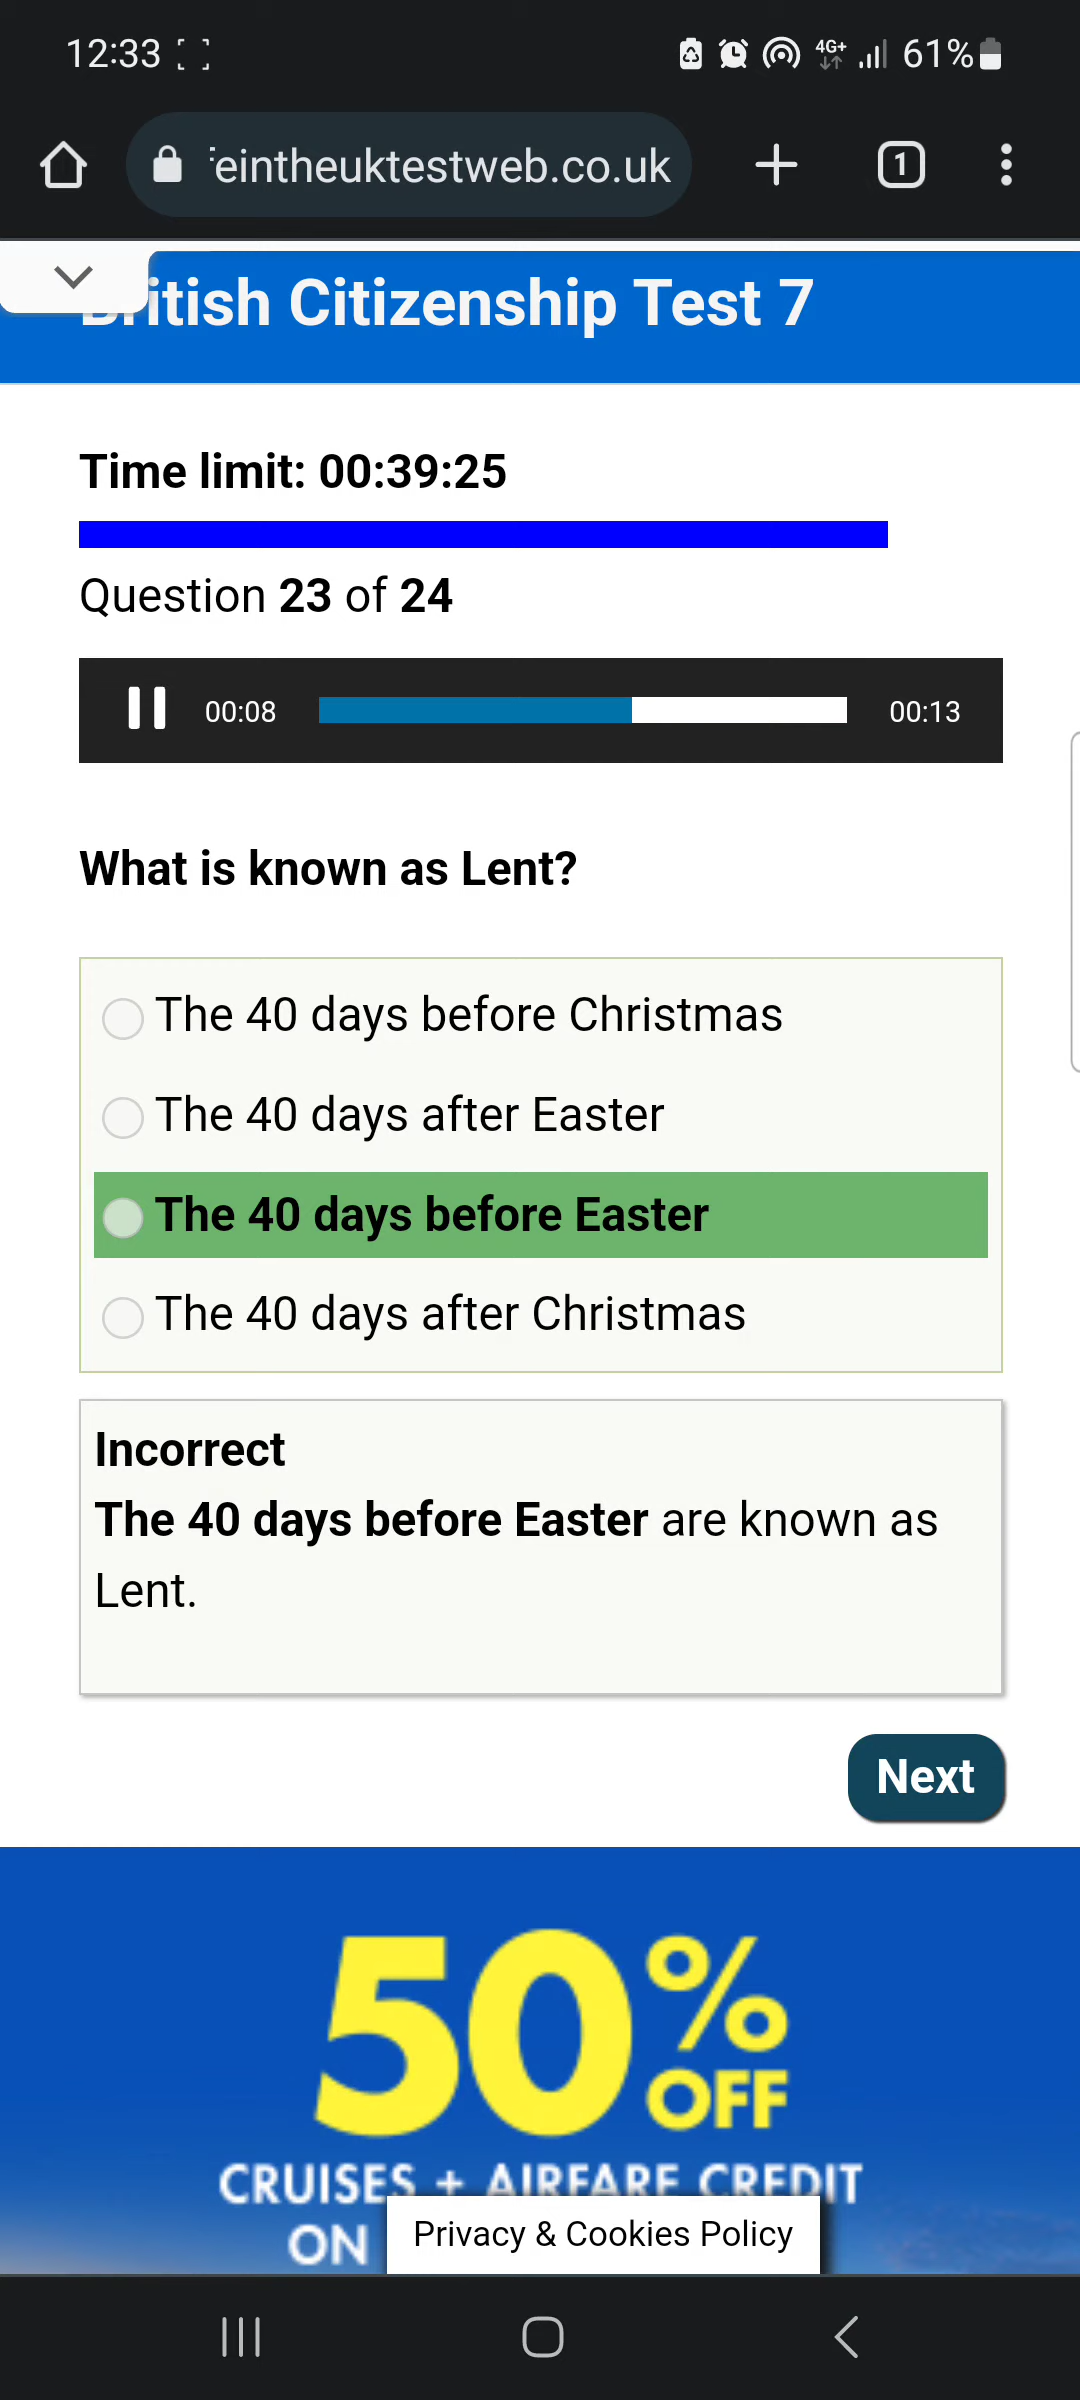 12:33
4G+ 61%
feintheuktestweb.co.uk
1
British Citizenship Test 7
Time limit: 00:39:25
Question 23 of 24
00:08 00:13
What is known as Lent?
The 40 days before Christmas
The 40 days after Easter
The 40 days before Easter
The 40 days after Christmas
Incorrect
The 40 days before Easter are known as
Lent.
Next
50%
OFF
CRUISES + AIRFARE CREDIT
ON
Privacy & Cookies Policy